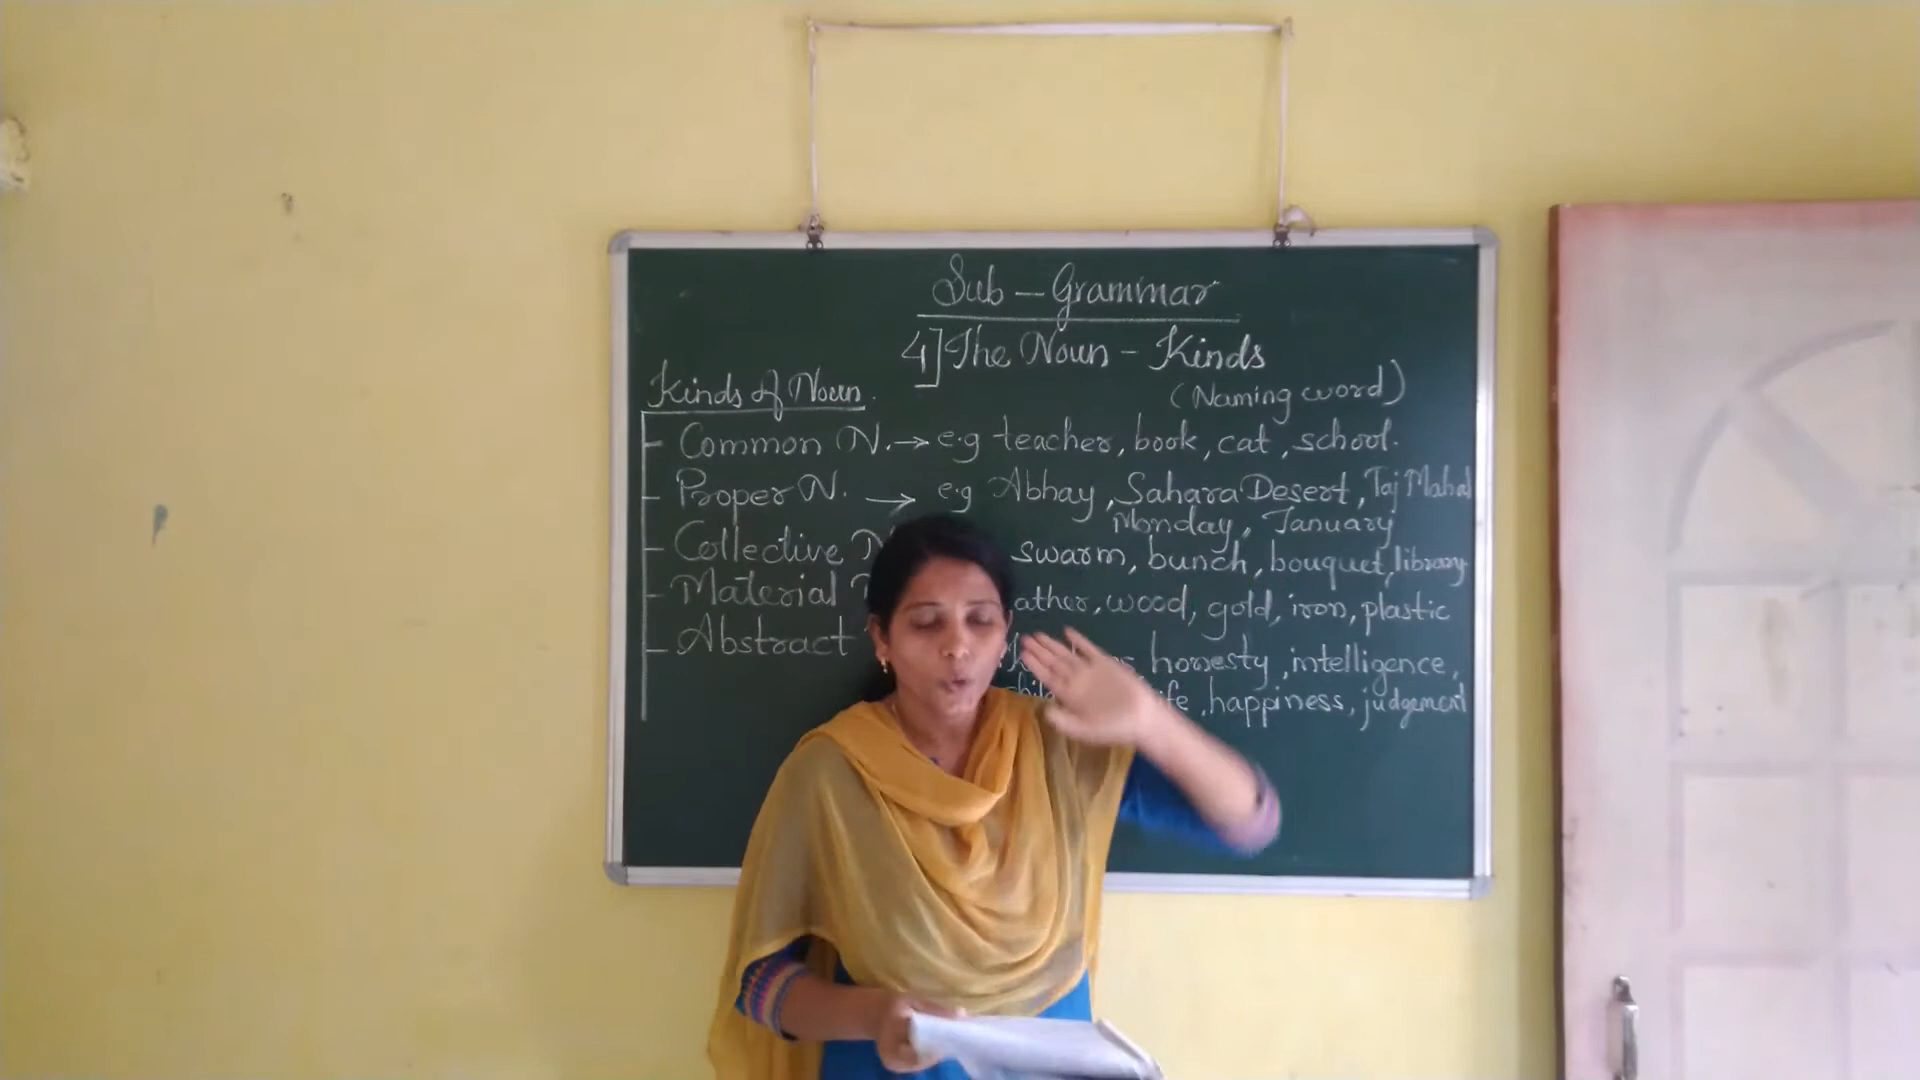 Sub - Grammar
4] The Noun - Kinds
Kinds of Noun.
(Naming word)
Common N. → e.g teacher, book, cat, school.
Proper N. → e.g Abhay, Sahara Desert, Taj Mahal
Monday, January
Collective N swarm, bunch, bouquet, library
Material ather, wood, gold, iron, plastic
Abstract honesty, intelligence,
happiness, judgement